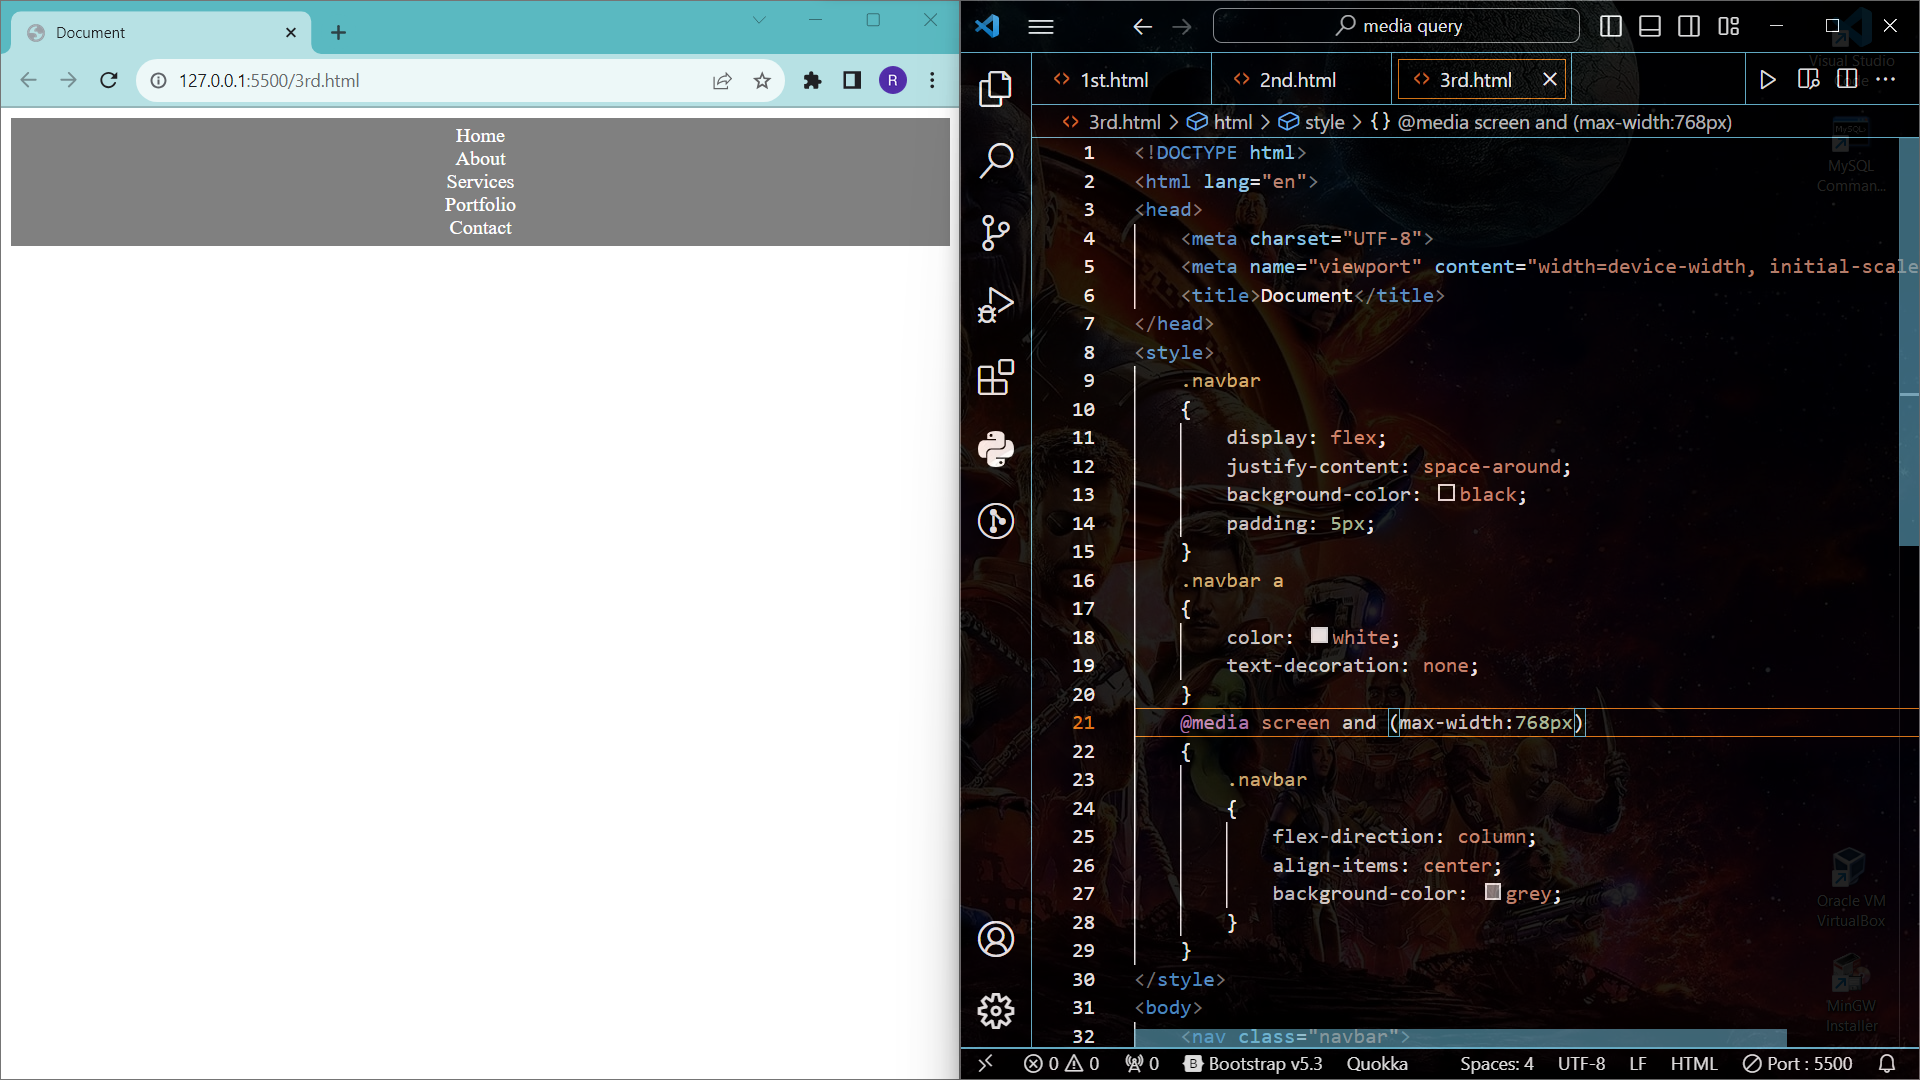 Document
127.0.0.1:5500/3rd.html
R
Home
About
Services
Portfolio
Contact
media query
1st.html
2nd.html
3rd.html
3rd.html > html > style > {} @media screen and (max-width:768px)
1 <!DOCTYPE html>
2 <html lang="en">
3 <head>
4 <meta charset="UTF-8">
5 <meta name="viewport" content="width=device-width, initial-scale
6 <title>Document</title>
7 </head>
8 <style>
9 .navbar
10 {
11 display: flex;
12 justify-content: space-around;
13 background-color: black;
14 padding: 5px;
15 }
16 .navbar a
17 {
18 color: white;
19 text-decoration: none;
20 }
21 @media screen and (max-width:768px)
22 {
23 .navbar
24 {
25 flex-direction: column;
26 align-items: center;
27 background-color: grey;
28 }
29 }
30 </style>
31 <body>
32 <nav class="navbar">
Visual Studio
MySQL
Comman...
Oracle VM
VirtualBox
MinGW
Installer
0 0 0 Bootstrap v5.3 Quokka Spaces: 4 UTF-8 LF HTML Port : 5500